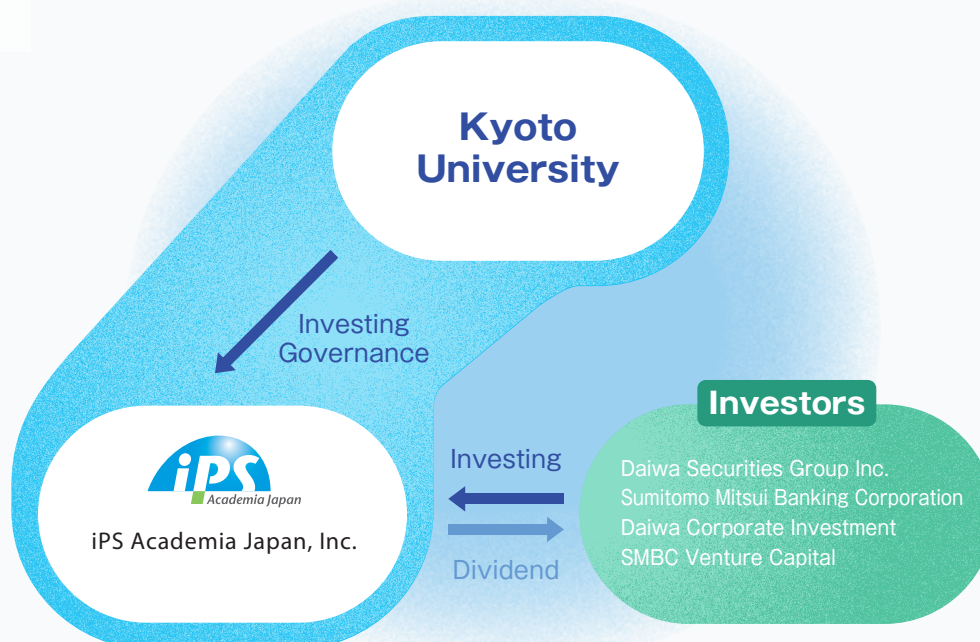 Kyoto
University
Investing
Governance
iPS
Academia Japan
iPS Academia Japan, Inc.
Investing
Dividend
Investors
Daiwa Securities Group Inc.
Sumitomo Mitsui Banking Corporation
Daiwa Corporate Investment
SMBC Venture Capital